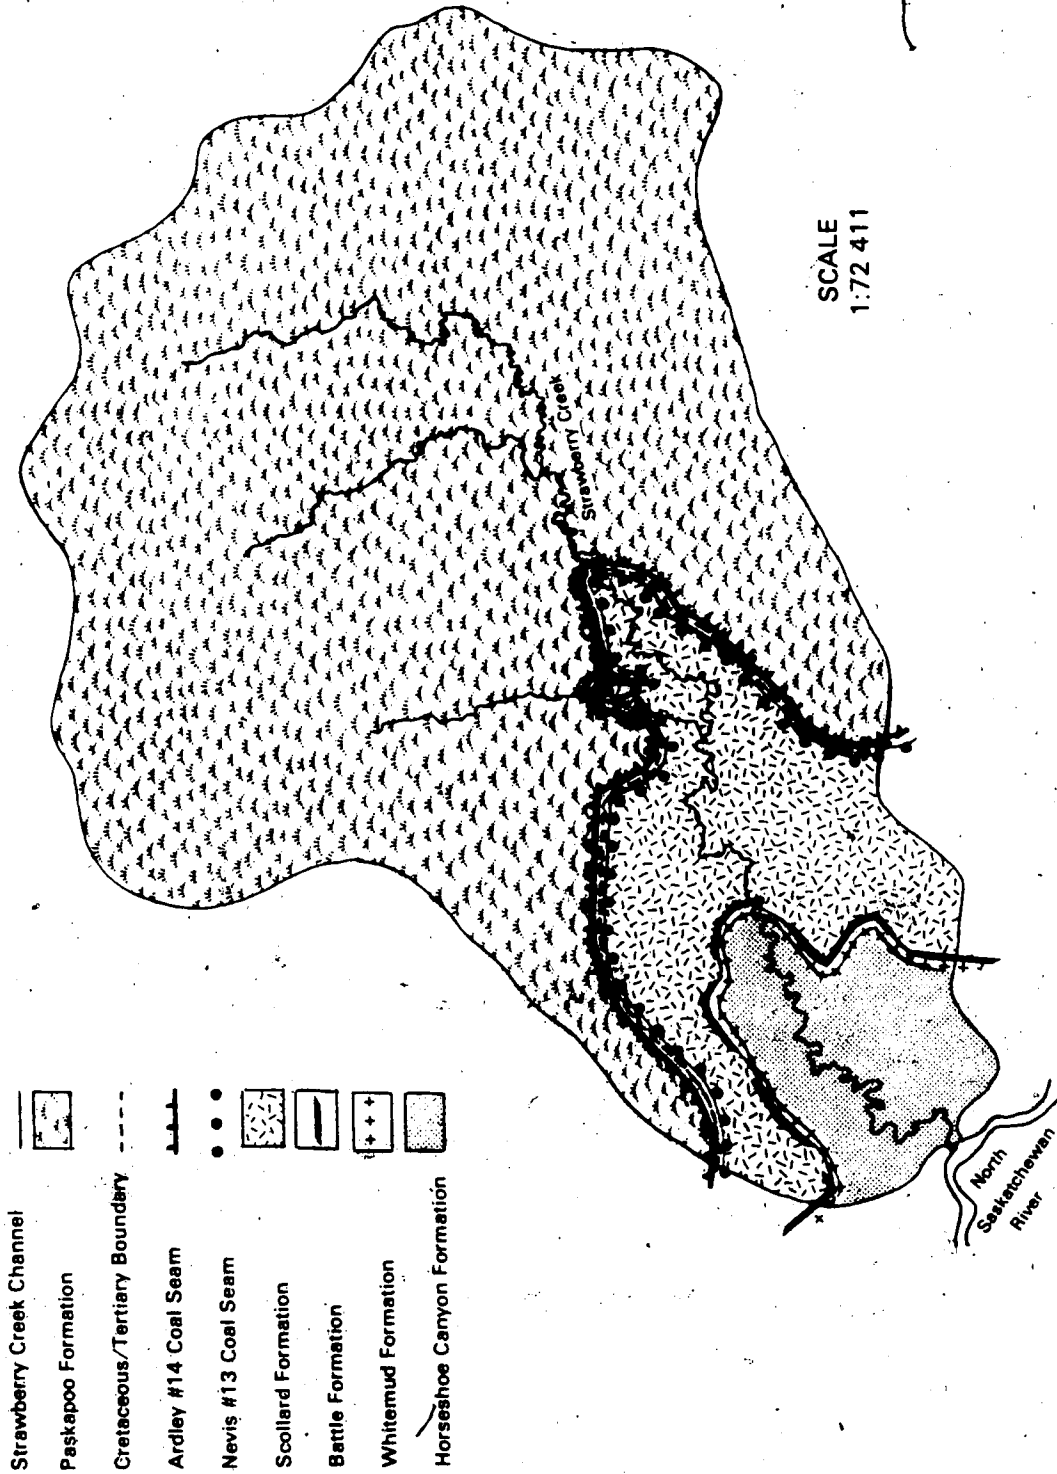 Strawberry Creek Channel
Paskapoo Formation
Cretaceous/Tertiary Boundary
Ardley #14 Coal Seam
Nevis #13 Coal Seam
Scollard Formation
Battle Formation
Whitemud Formation
Horseshoe Canyon Formation
Strawberry Creek
SCALE
1:72 411
North
Saskatchewan
River